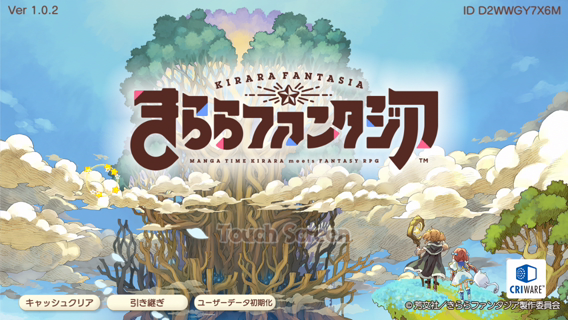 Ver 1.0.2
ID D2WWGY7X6M
KIRARA FANTASIA
きららファンタジア
TM
MANGA TIME KIRARA meets FANTASY RPG
Touch Screen
キャッシュクリア
引き継ぎ
ユーザーデータ初期化
CRIWARE™
©芳文社/きららファンタジア製作委員会